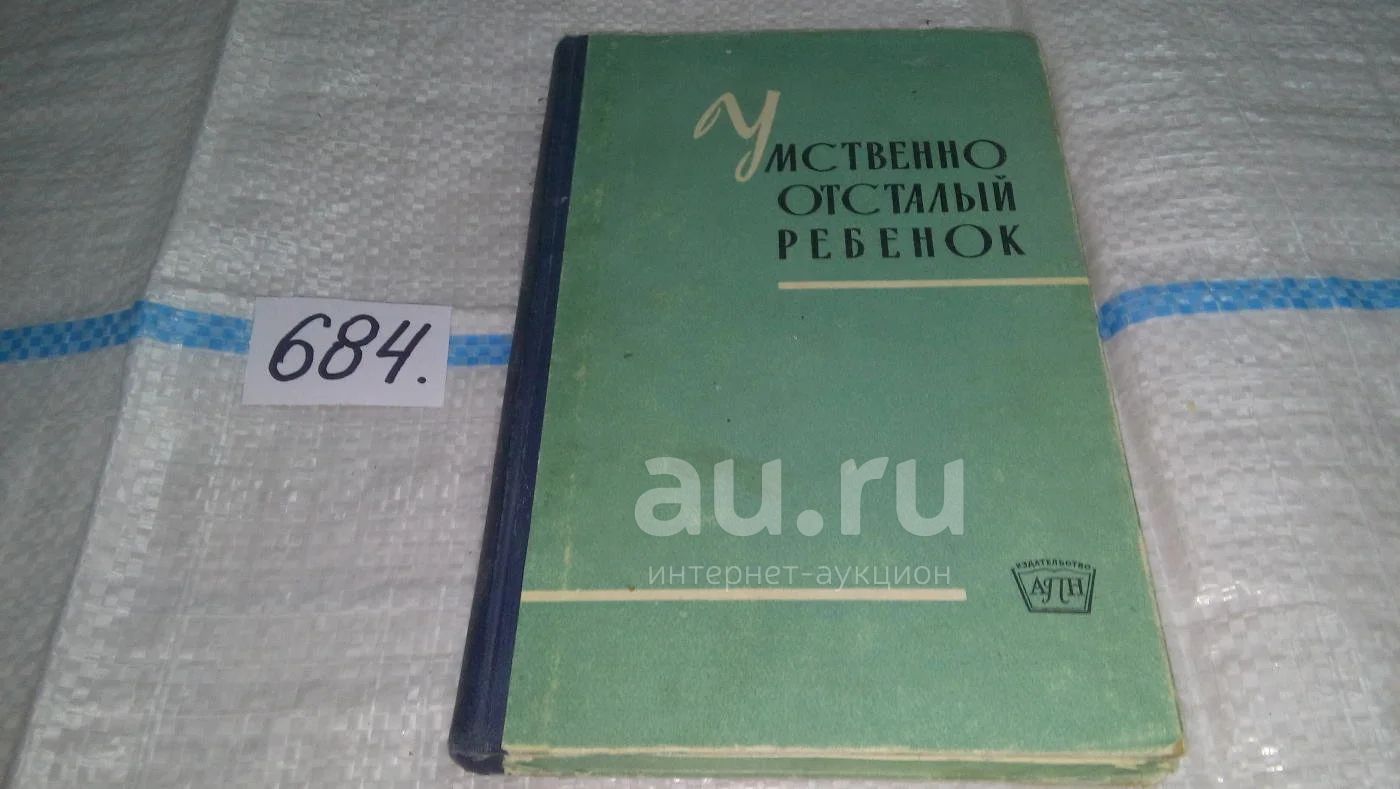 Умственно
отсталый
ребенок
684.
au.ru
интернет-аукцион
ИЗДАТЕЛЬСТВО
АПН